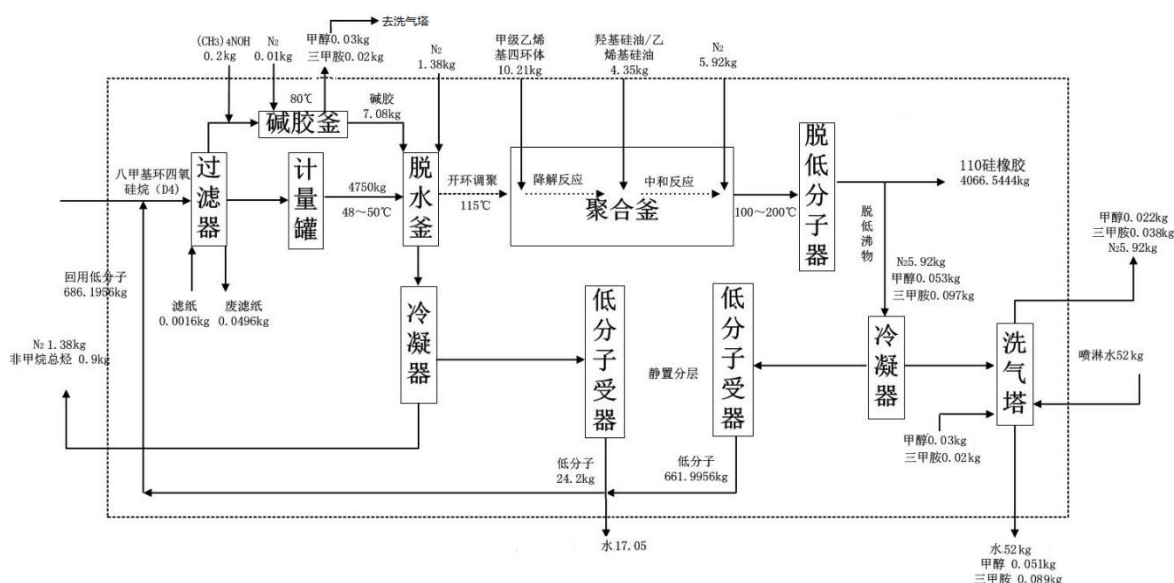 去洗气塔
(CH3)4NOH
0.2kg
N2
0.01kg
甲醇0.03kg
三甲胺0.02kg
N2
1.38kg
甲级乙烯
基四环体
10.21kg
羟基硅油/乙
烯基硅油
4.35kg
N2
5.92kg
80℃
碱胶釜
碱胶
7.08kg
八甲基环四氧
硅烷（D4）
过滤器
计量罐
4750kg
48～50℃
脱水釜
开环调聚
115℃
降解反应
中和反应
聚合釜
100～200℃
脱低分子器
110硅橡胶
4066.5444kg
脱低沸物
甲醇0.022kg
三甲胺0.038kg
N₂5.92kg
回用低分子
686.1956kg
滤纸
0.0016kg
废滤纸
0.0496kg
N₂5.92kg
甲醇0.053kg
三甲胺0.097kg
N₂ 1.38kg
非甲烷总烃 0.9kg
冷凝器
低分子受器
静置分层
低分子受器
冷凝器
洗气塔
喷淋水52kg
甲醇0.03kg
三甲胺0.02kg
低分子
24.2kg
低分子
661.9956kg
水17.05
水52kg
甲醇 0.051kg
三甲胺 0.089kg